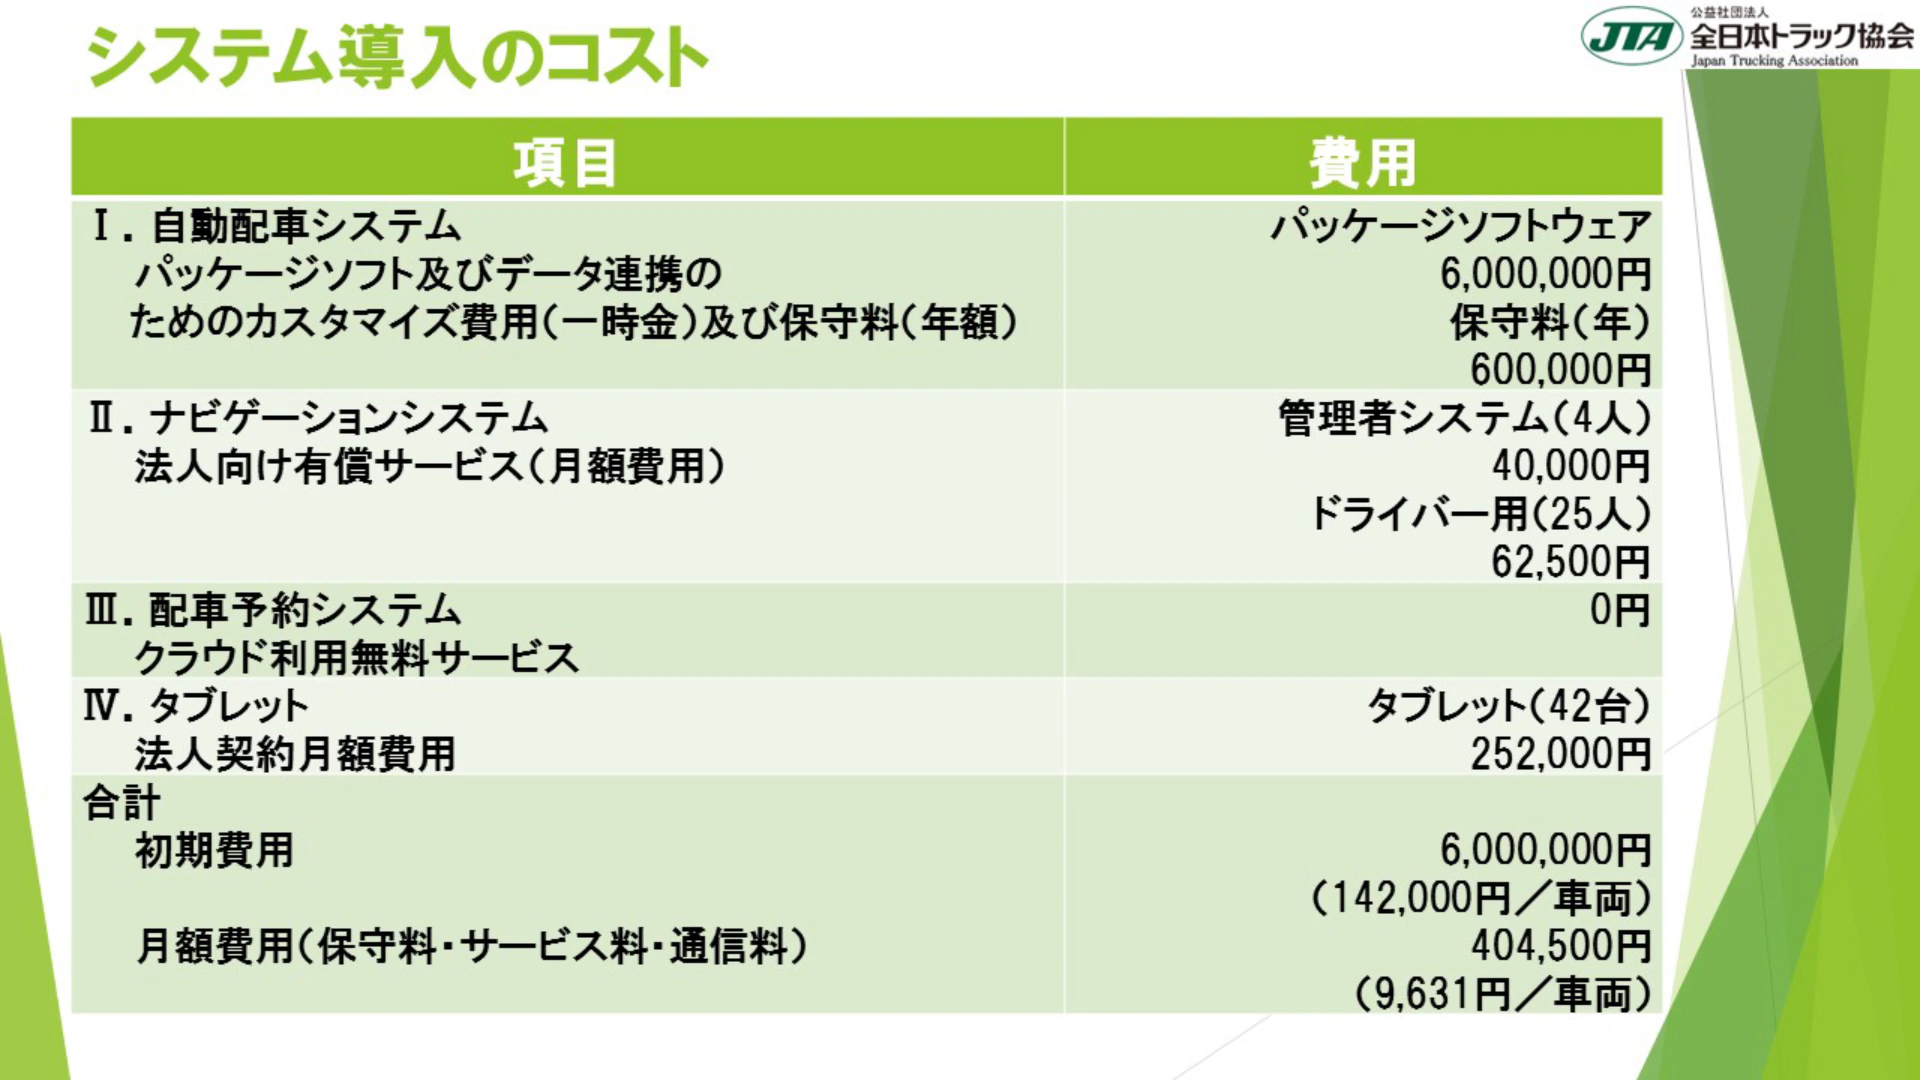 システム導入のコスト
JTA
公益社団法人
全日本トラック協会
Japan Trucking Association
項目
費用
Ⅰ．自動配車システム
パッケージソフト及びデータ連携の
ためのカスタマイズ費用（一時金）及び保守料（年額）
パッケージソフトウェア
6,000,000円
保守料（年）
600,000円
Ⅱ．ナビゲーションシステム
法人向け有償サービス（月額費用）
管理者システム（4人）
40,000円
ドライバー用（25人）
62,500円
Ⅲ．配車予約システム
クラウド利用無料サービス
0円
Ⅳ．タブレット
法人契約月額費用
タブレット（42台）
252,000円
合計
初期費用
6,000,000円
（142,000円／車両）
月額費用（保守料・サービス料・通信料）
404,500円
（9,631円／車両）